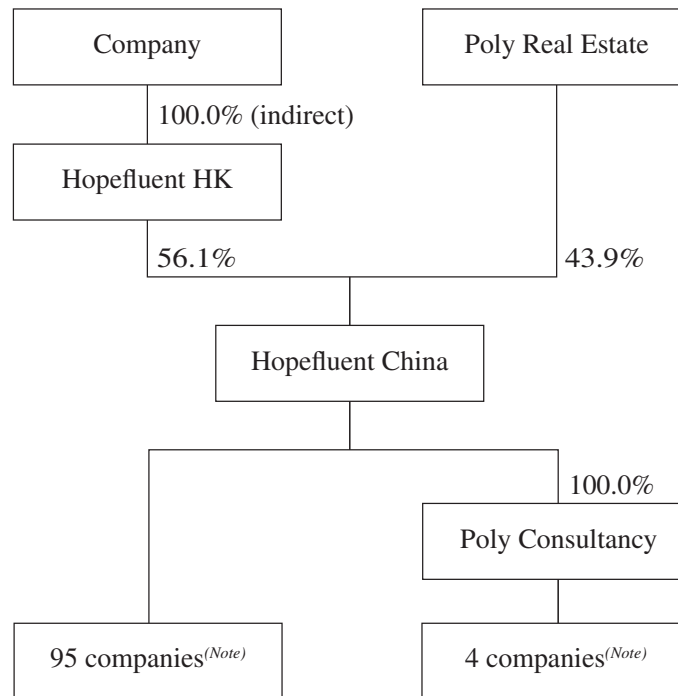 Company
Poly Real Estate
100.0% (indirect)
Hopefluent HK
56.1%
43.9%
Hopefluent China
100.0%
Poly Consultancy
95 companies(Note)
4 companies(Note)